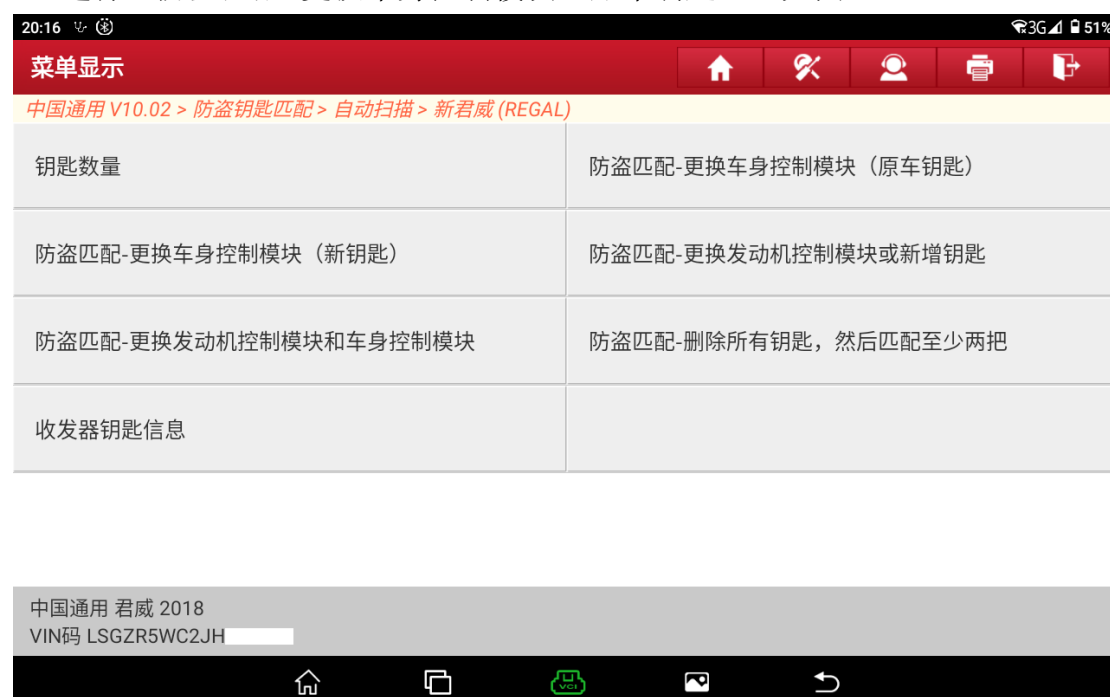 20:16
3G 51%
菜单显示
中国通用 V10.02 > 防盗钥匙匹配 > 自动扫描 > 新君威 (REGAL)
钥匙数量
防盗匹配-更换车身控制模块（原车钥匙）
防盗匹配-更换车身控制模块（新钥匙）
防盗匹配-更换发动机控制模块或新增钥匙
防盗匹配-更换发动机控制模块和车身控制模块
防盗匹配-删除所有钥匙，然后匹配至少两把
收发器钥匙信息
中国通用 君威 2018
VIN码 LSGZR5WC2JH
VCI